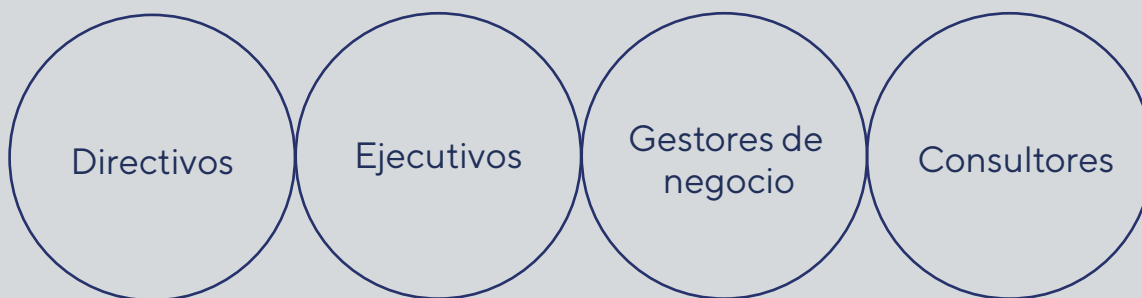 Directivos
Ejecutivos
Gestores de
negocio
Consultores